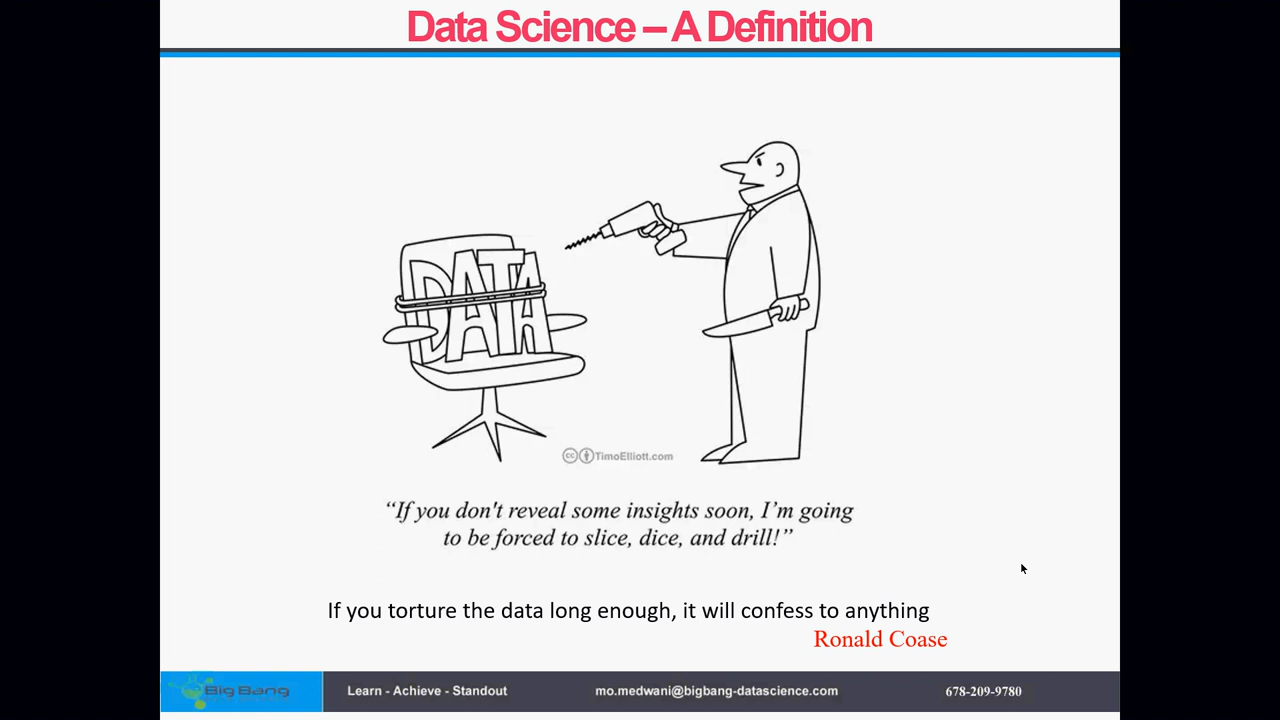 Data Science – A Definition
DATA
TimoElliott.com
“If you don't reveal some insights soon, I’m going
to be forced to slice, dice, and drill!”
If you torture the data long enough, it will confess to anything
Ronald Coase
Big Bang
Learn - Achieve - Standout
mo.medwani@bigbang-datascience.com
678-209-9780